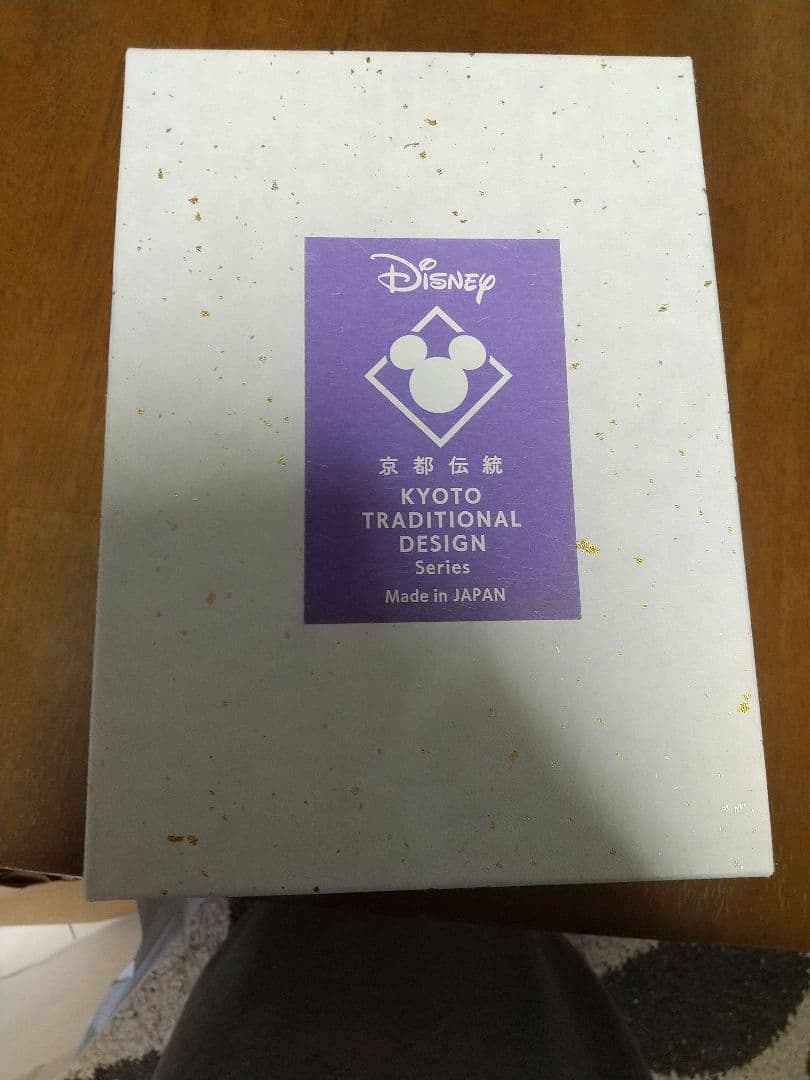 Disney
京都伝統
KYOTO
TRADITIONAL
DESIGN
Series
Made in JAPAN